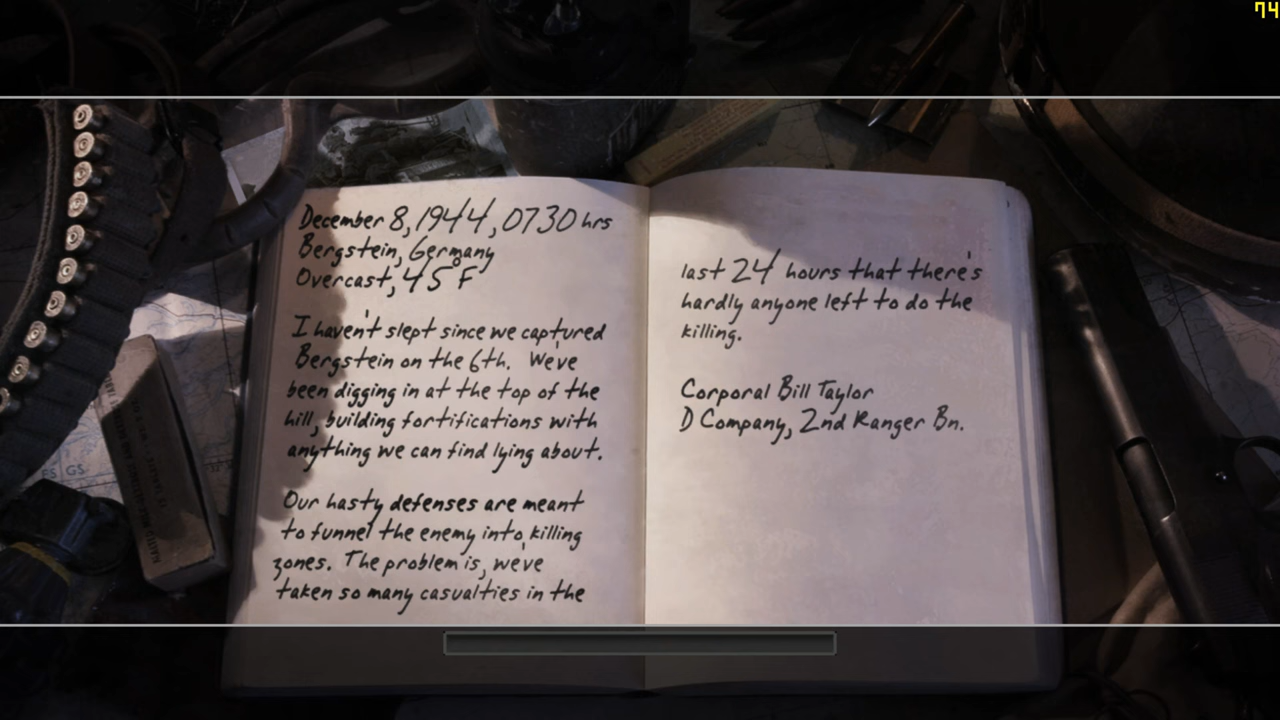 74
December 8, 1944, 0730 hrs
Bergstein, Germany
Overcast, 45° F
I haven't slept since we captured
Bergstein on the 6th. We've
been digging in at the top of the
hill, building fortifications with
anything we can find lying about.
Our hasty defenses are meant
to funnel the enemy into killing
zones. The problem is, we've
taken so many casualties in the
last 24 hours that there's
hardly anyone left to do the
killing.
Corporal Bill Taylor
D Company, 2nd Ranger Bn.